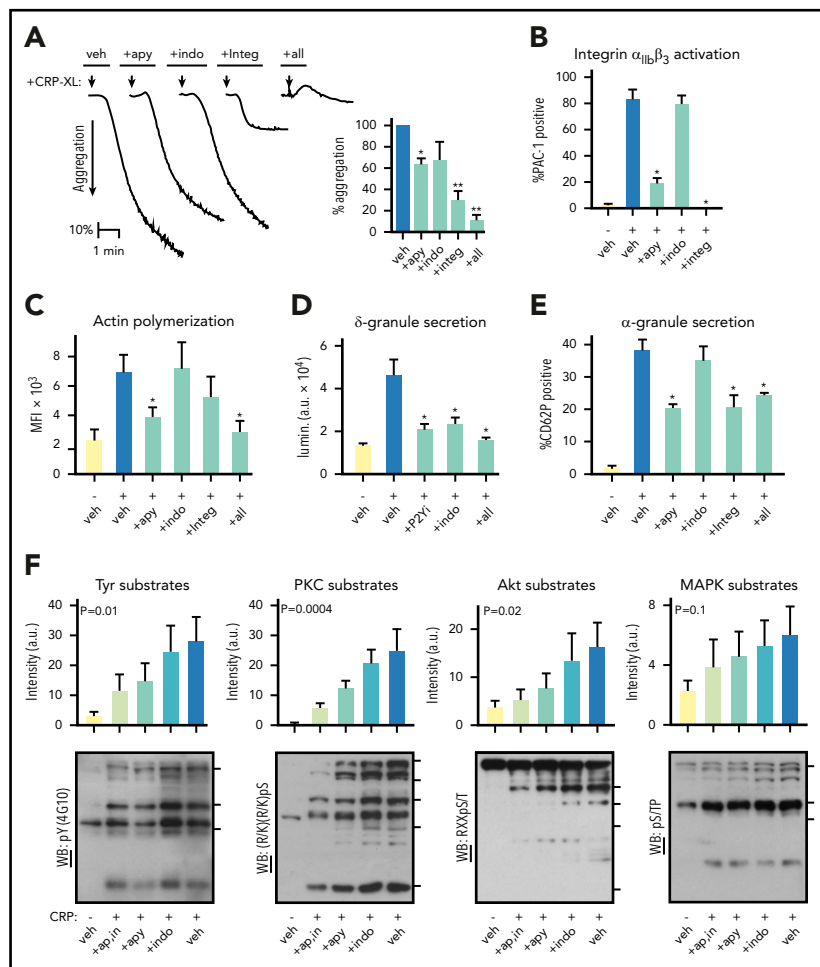 A
veh +apy +indo +Integ +all
+CRP-XL:
Aggregation
10%
1 min
% aggregation
100
80
60
40
20
0
* ** **
veh +apy +indo +integ +all
B
Integrin αIIbβ3 activation
%PAC-1 positive
80
60
40
20
0
* *
- + + + +
veh +apy +indo +integ
C
Actin polymerization
MFI × 10³
8
6
4
2
0
* *
- + + + + +
veh veh +apy +indo +Integ +all
D
δ-granule secretion
lumin. (a.u. × 10⁴)
6
4
2
0
* * *
- + + + +
veh veh +P2Yi +indo +all
E
α-granule secretion
%CD62P positive
40
30
20
10
0
* * *
- + + + + +
veh veh +apy +indo +integ +all
F
Tyr substrates
P=0.01
Intensity (a.u.)
40
30
20
10
0
PKC substrates
P=0.0004
Intensity (a.u.)
40
30
20
10
0
Akt substrates
P=0.02
Intensity (a.u.)
20
10
0
MAPK substrates
P=0.1
Intensity (a.u.)
8
4
0
WB: pY (4G10)
WB: (R/K)(R/K)pS
WB: RXXpS/T
WB: pS/TP
CRP: - + + + + - + + + + - + + + + - + + + +
veh +ap,in +apy +indo veh veh +ap,in +apy +indo veh veh +ap,in +apy +indo veh veh +ap,in +apy +indo veh